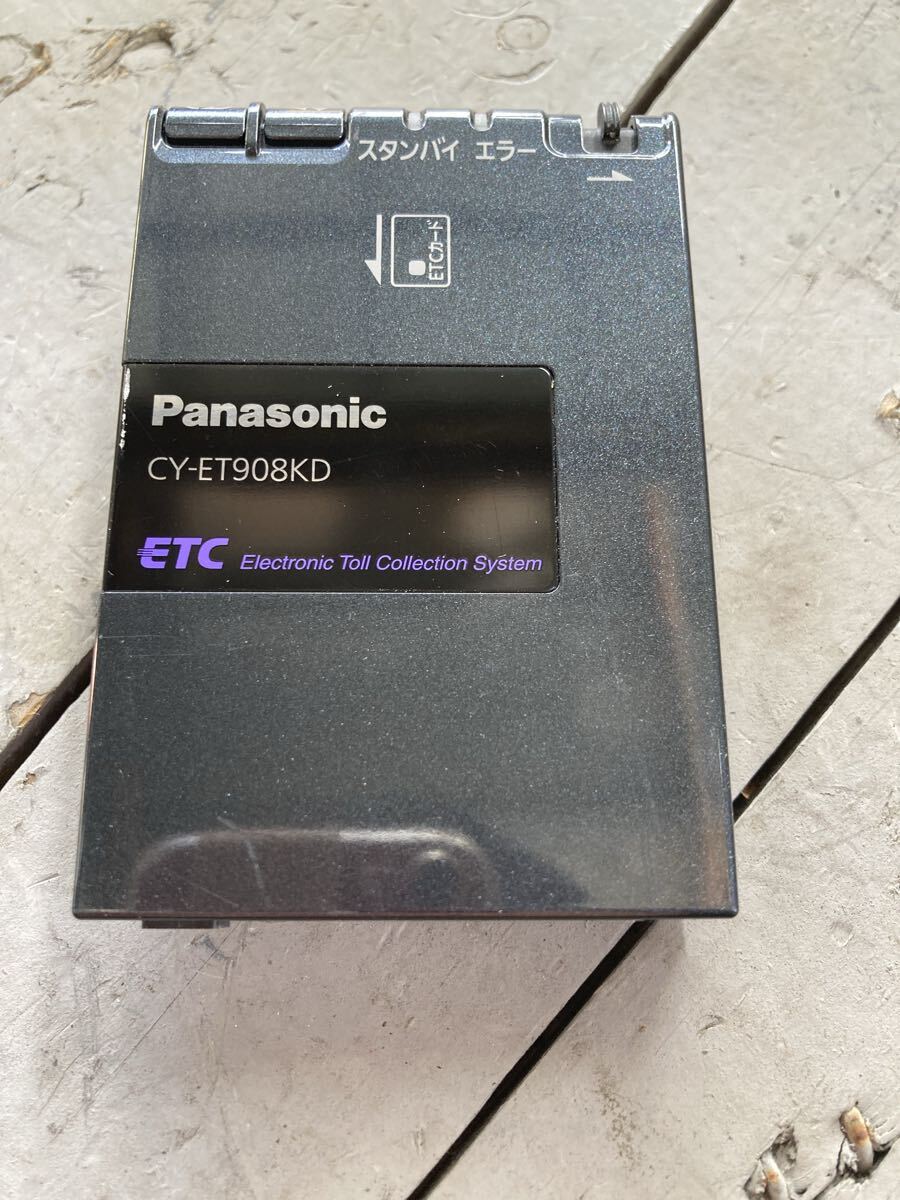 スタンバイ エラー
ETCカード
Panasonic
CY-ET908KD
ETC Electronic Toll Collection System